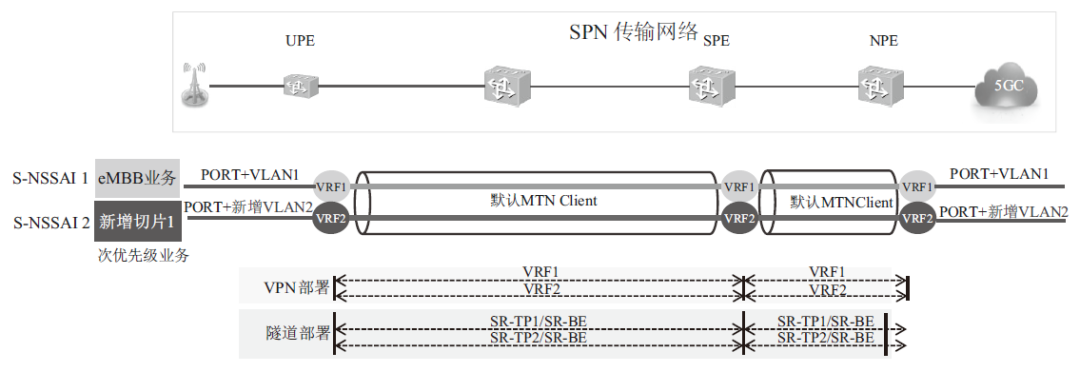 SPN 传输网络
UPE
SPE
NPE
5GC
S-NSSAI 1
eMBB业务
PORT+VLAN1
VRF1
默认MTN Client
VRF1
默认MTNClient
VRF1
PORT+VLAN1
S-NSSAI 2
新增切片1
PORT+新增VLAN2
VRF2
VRF2
VRF2
PORT+新增VLAN2
次优先级业务
VPN部署
VRF1
VRF1
VRF2
VRF2
隧道部署
SR-TP1/SR-BE
SR-TP1/SR-BE
SR-TP2/SR-BE
SR-TP2/SR-BE